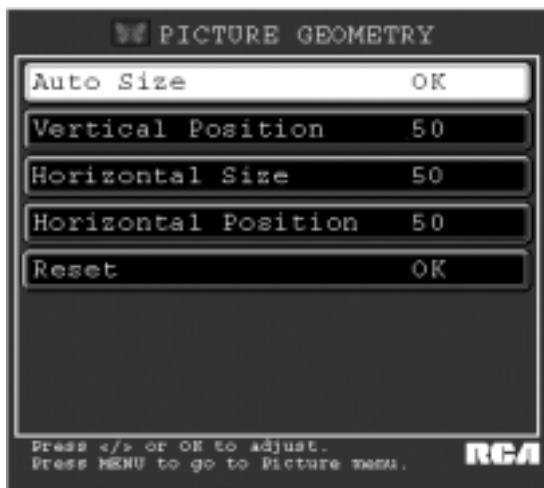 PICTURE GEOMETRY
Auto Size OK
Vertical Position 50
Horizontal Size 50
Horizontal Position 50
Reset OK
Press </> or OK to adjust.
Press MENU to go to Picture menu.
RCA